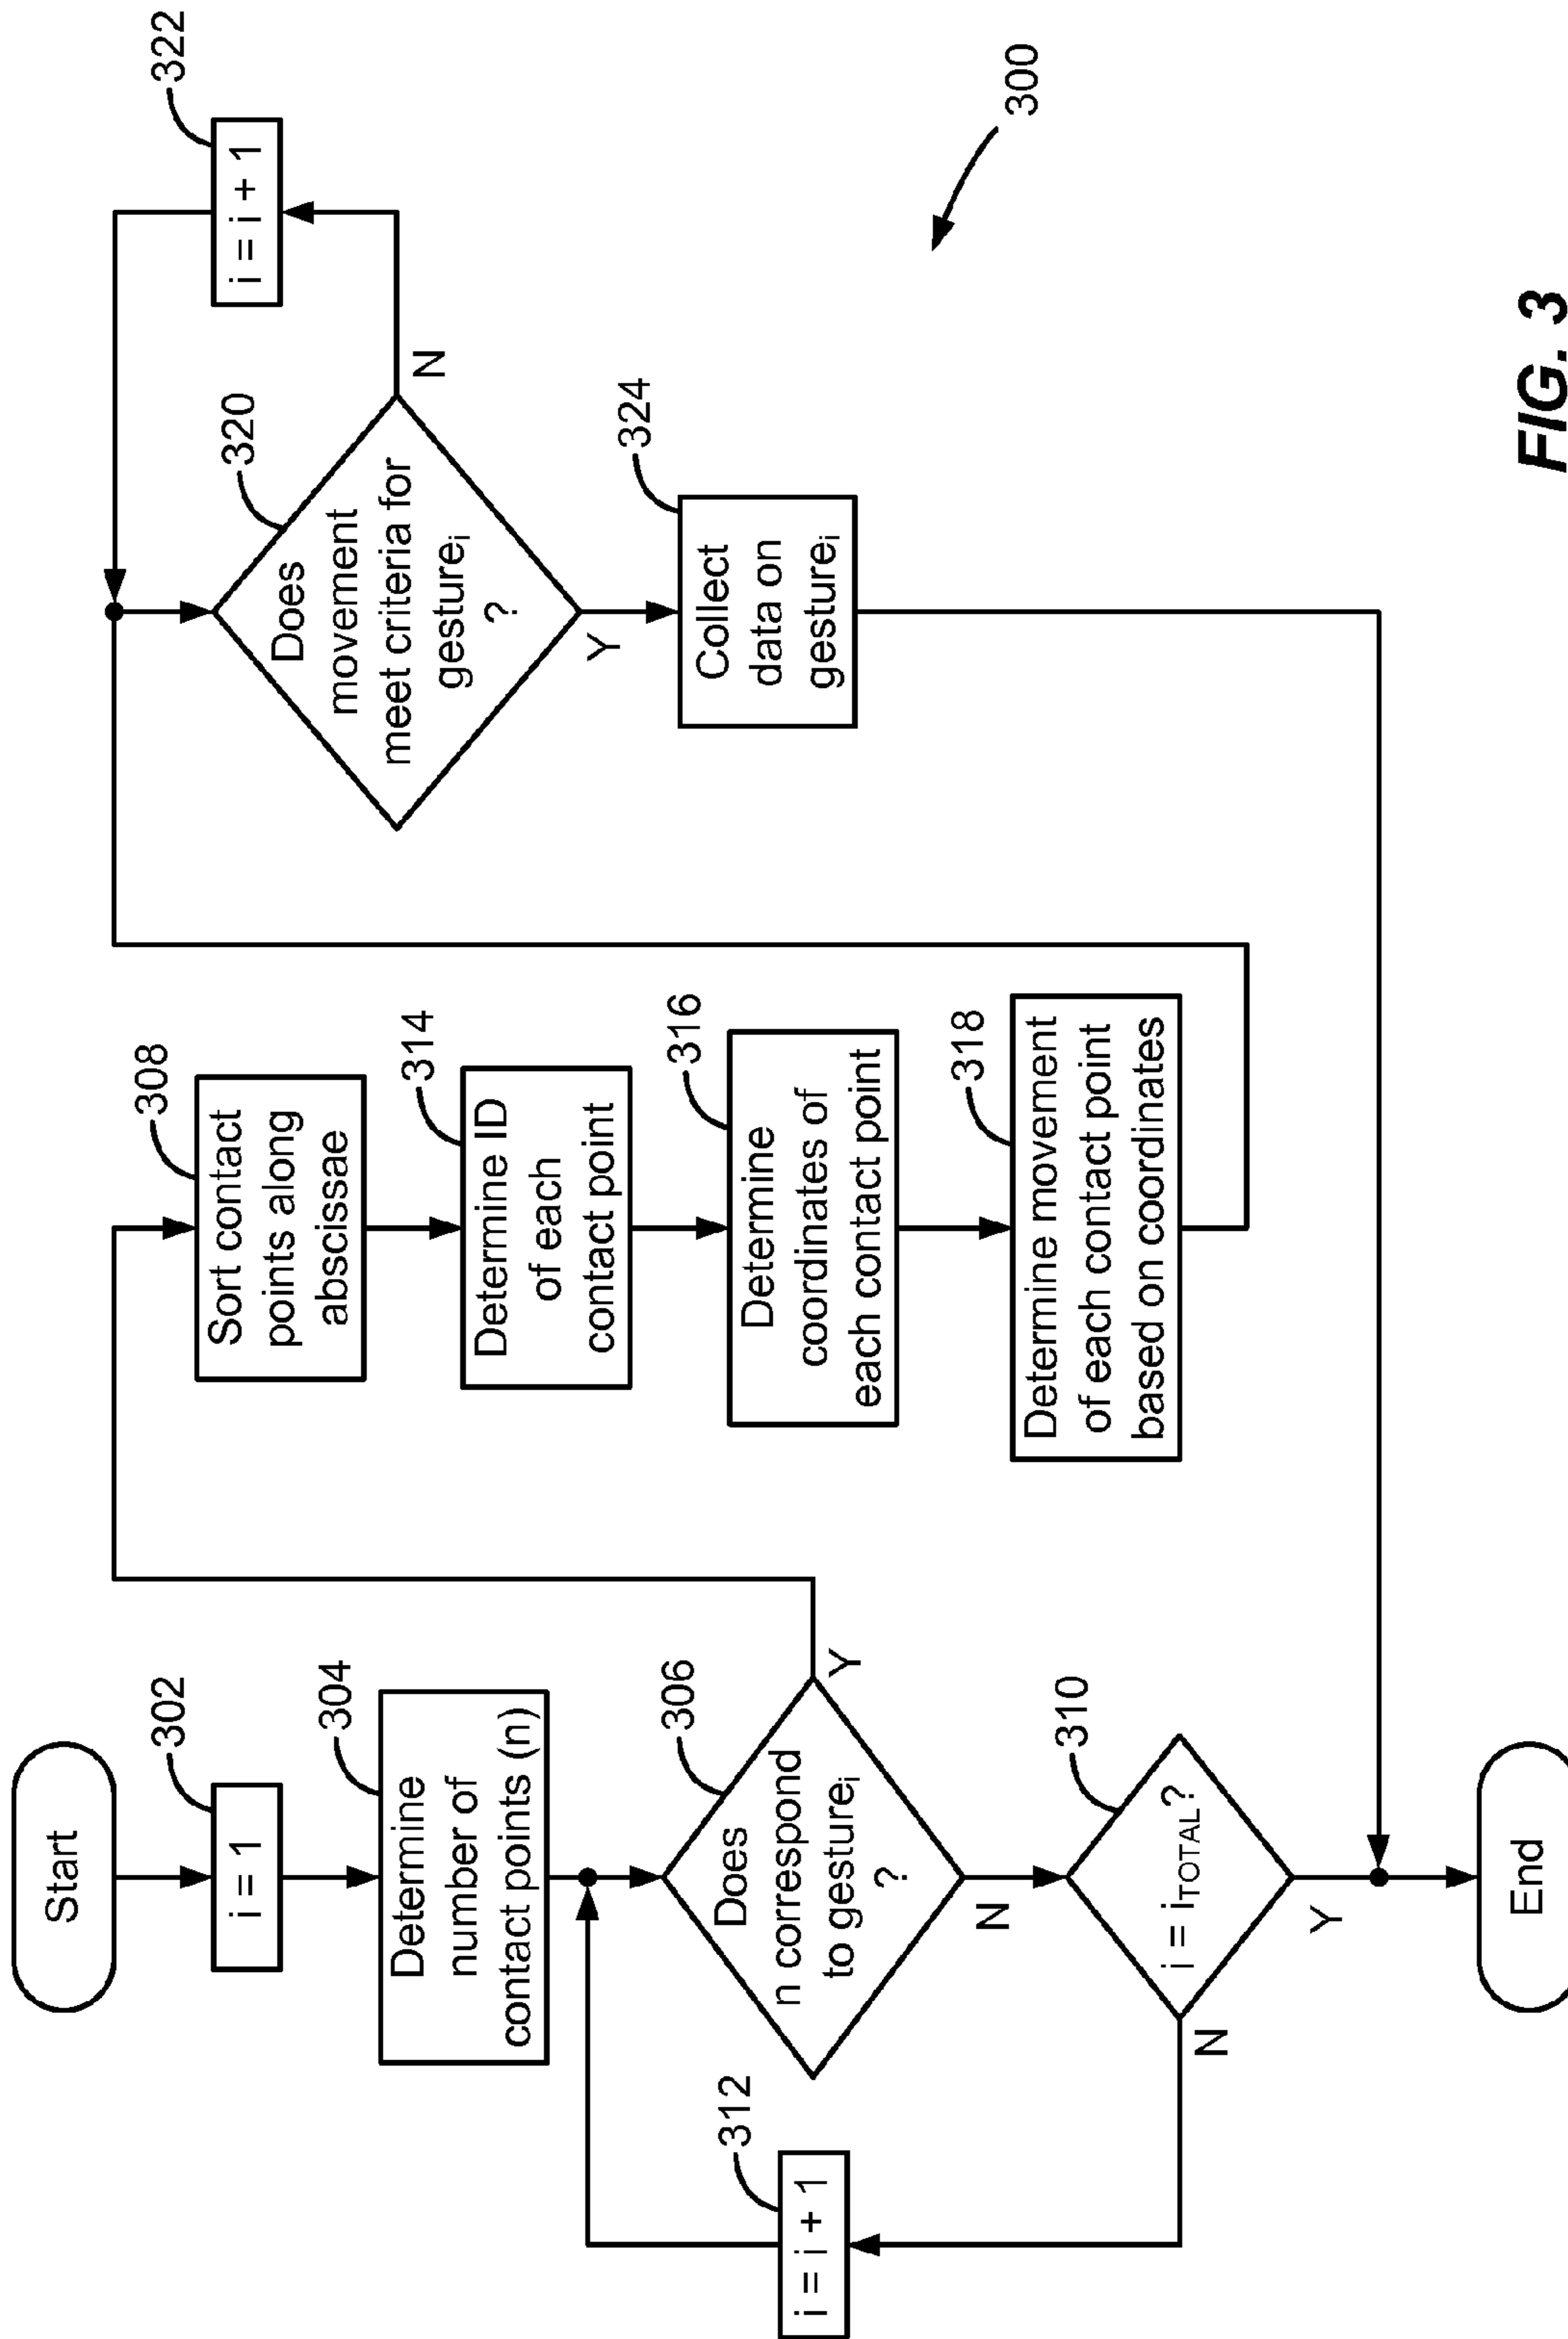 Start
302
i = 1
304
Determine
number of
contact points (n)
306
Does
n correspond
to gestureᵢ
?
Y
N
310
i = iTOTAL?
N
Y
312
i = i + 1
End
308
Sort contact
points along
abscissae
314
Determine ID
of each
contact point
316
Determine
coordinates of
each contact point
318
Determine movement
of each contact point
based on coordinates
320
Does
movement
meet criteria for
gestureᵢ
?
N
Y
322
i = i + 1
324
Collect
data on
gestureᵢ
300
FIG. 3